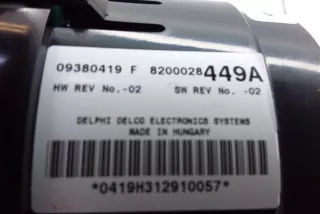 09380419 F 8200028449A
HW REV No.-02 SW REV No.-02
DELPHI DELCO ELECTRONICS SYSTEMS
MADE IN HUNGARY
*0419H312910057*